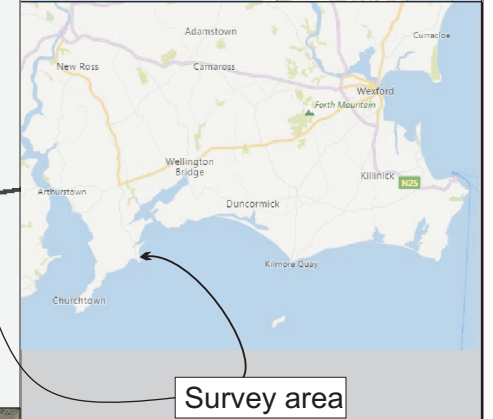 Adamstown
Curracloe
New Ross
Camaross
Wexford
Forth Mountain
Wellington
Bridge
Killinick
N25
Arthurstown
Duncormick
Kilmore Quay
Churchtown
Survey area